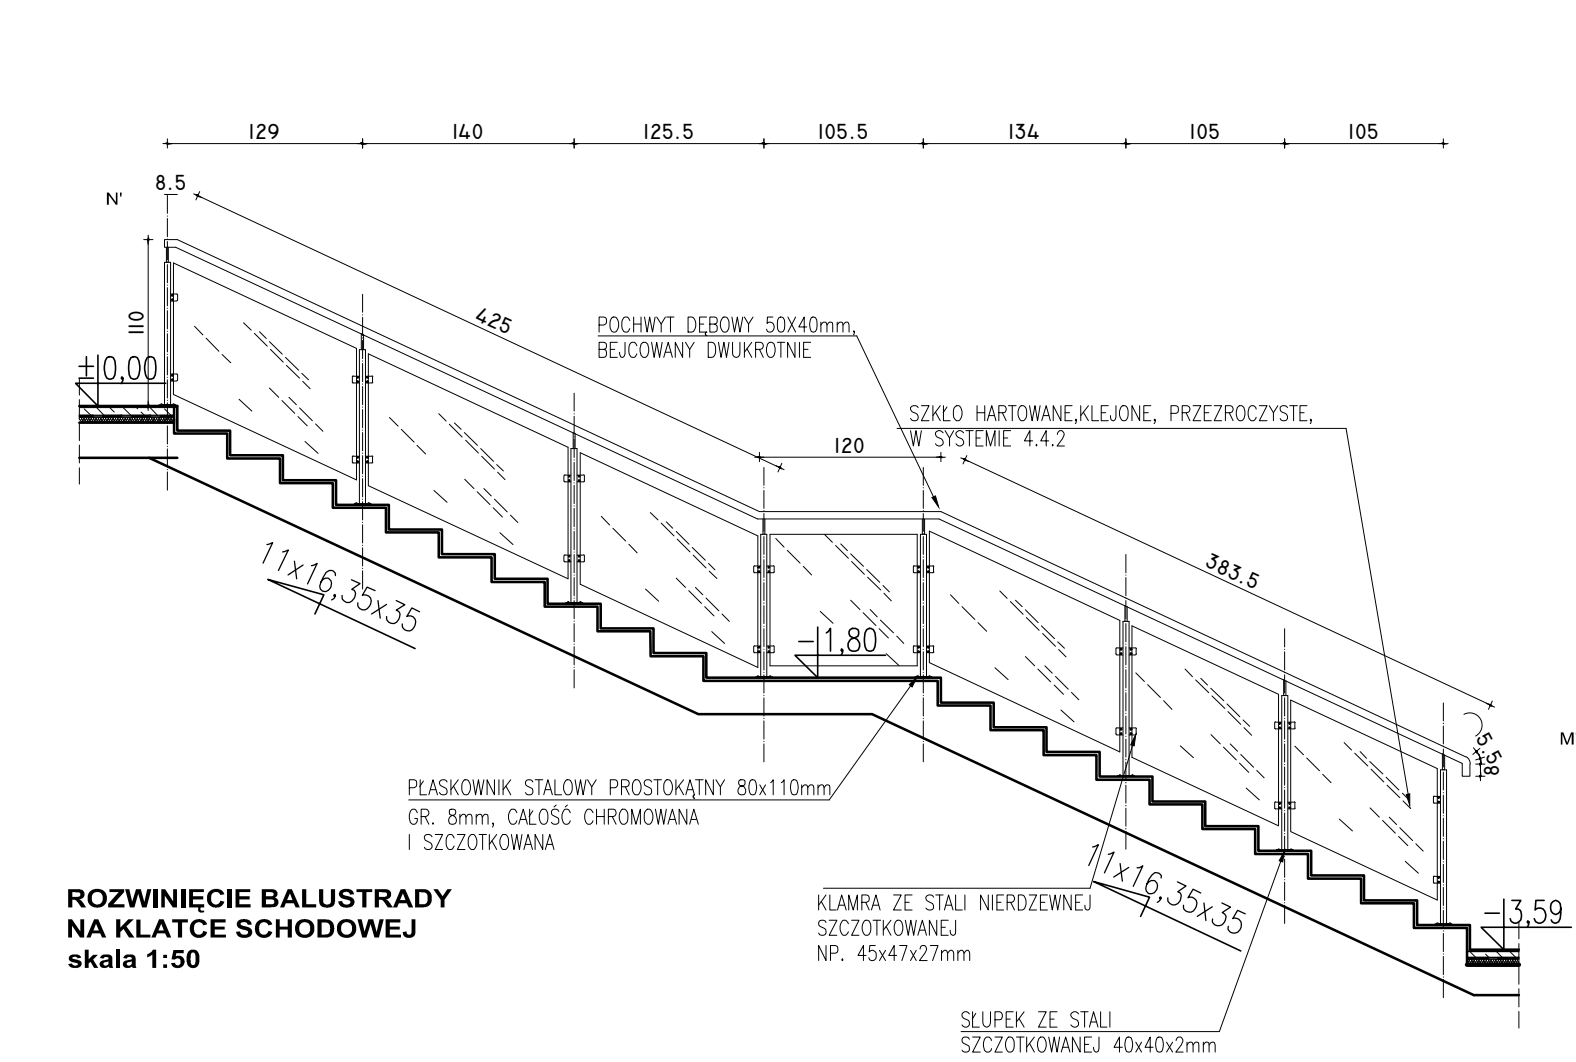 129 140 125.5 105.5 134 105 105
8.5
N'
110
±0,00
425
POCHWYT DĘBOWY 50X40mm,
BEJCOWANY DWUKROTNIE
SZKŁO HARTOWANE,KLEJONE, PRZEZROCZYSTE,
W SYSTEMIE 4.4.2
120
383.5
11x16,35x35
-1,80
M
5.5
8
PŁASKOWNIK STALOWY PROSTOKĄTNY 80x110mm
GR. 8mm, CAŁOŚĆ CHROMOWANA
I SZCZOTKOWANA
11x16,35x35
KLAMRA ZE STALI NIERDZEWNEJ
SZCZOTKOWANEJ
NP. 45x47x27mm
-3,59
ROZWINIĘCIE BALUSTRADY
NA KLATCE SCHODOWEJ
skala 1:50
SŁUPEK ZE STALI
SZCZOTKOWANEJ 40x40x2mm